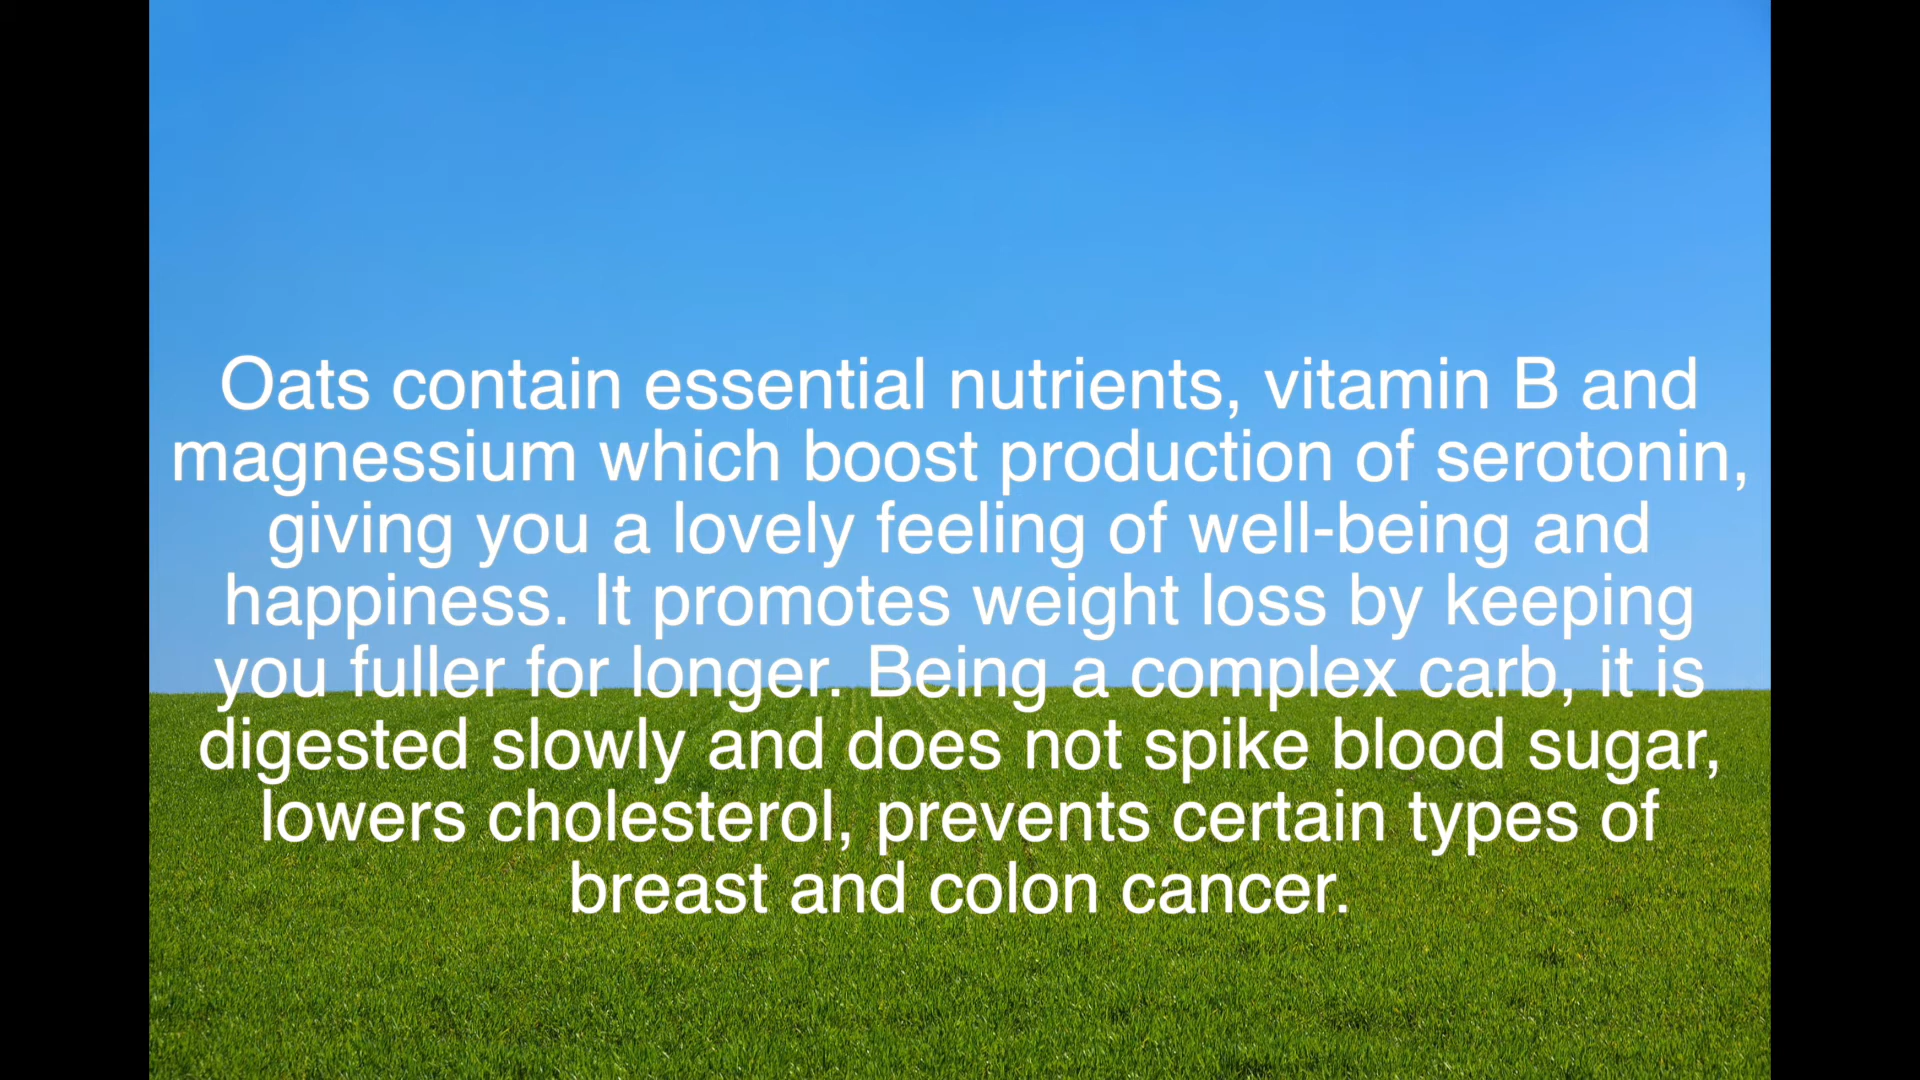 Oats contain essential nutrients, vitamin B and
magnessium which boost production of serotonin,
giving you a lovely feeling of well-being and
happiness. It promotes weight loss by keeping
you fuller for longer. Being a complex carb, it is
digested slowly and does not spike blood sugar,
lowers cholesterol, prevents certain types of
breast and colon cancer.